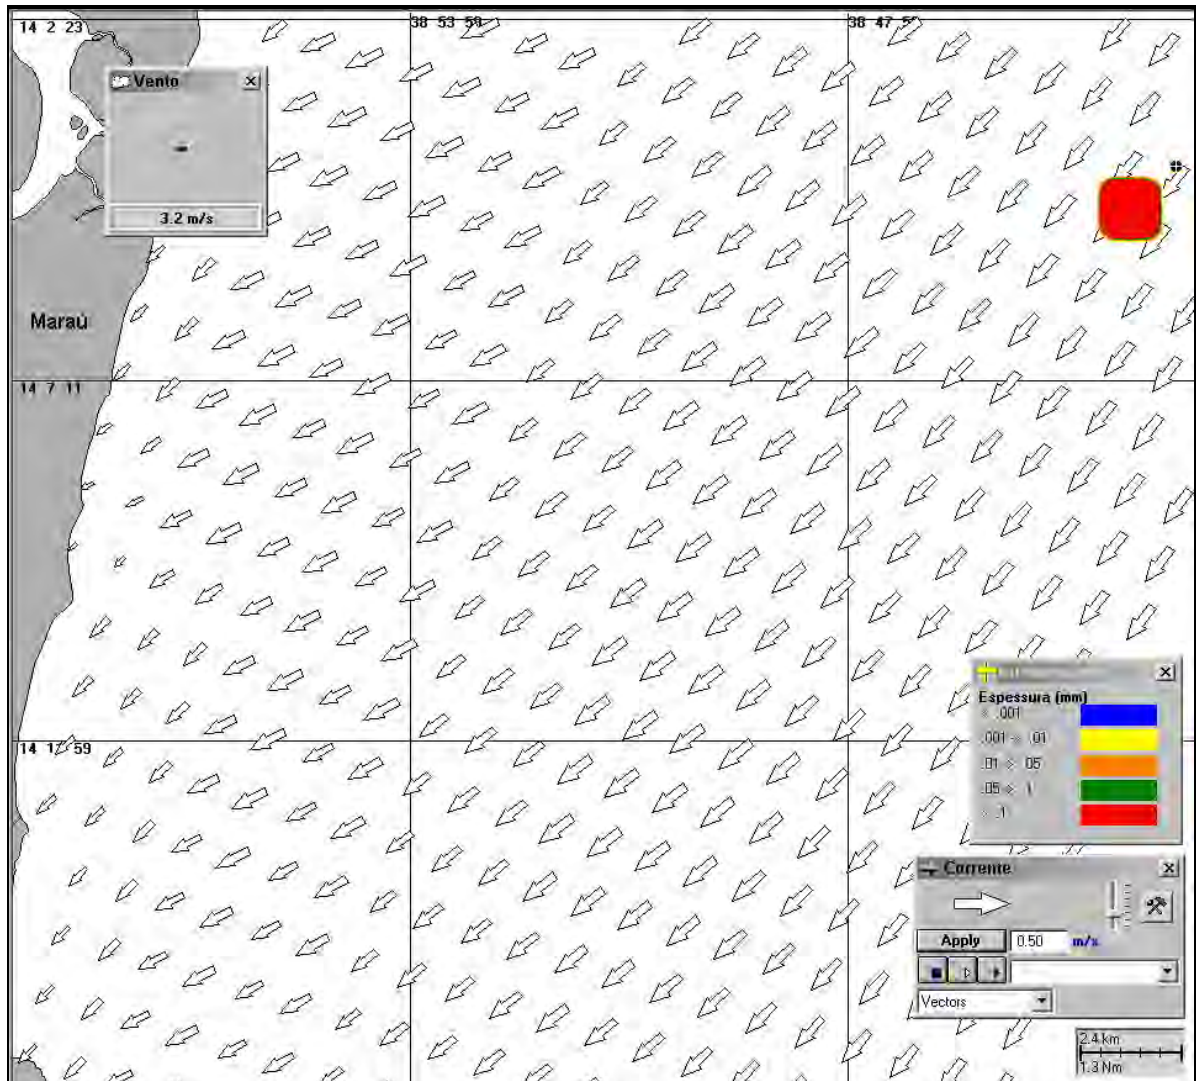 14 2 23
38 53 59
38 47 5
Vento
3.2 m/s
Maraú
14 7 11
14 1 59
Espessura (mm)
.001
.001 > .01
.01 > .05
.05 > .1
.1
Corrente
Apply
0.50
m/s
Vectors
2.4 km
1.3 Nm